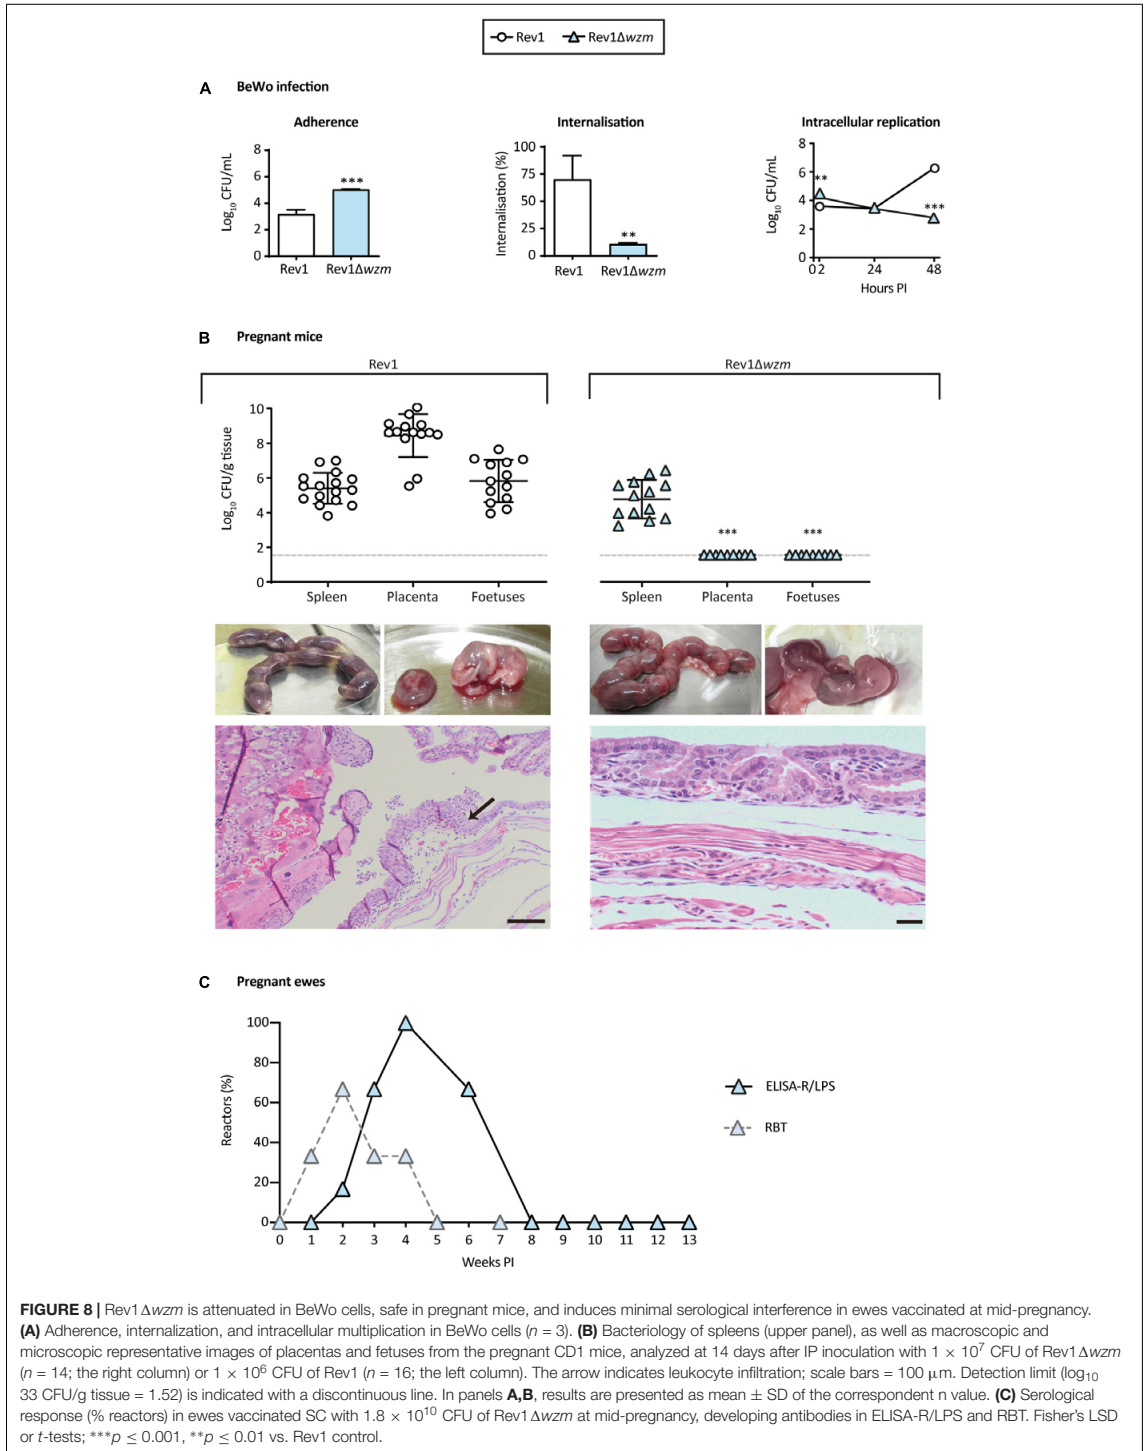 Rev1 Rev1Δwzm
A BeWo infection
Adherence
Log10 CFU/mL
8
6
4
2
0
***
Rev1 Rev1Δwzm
Internalisation
Internalisation (%)
100
75
50
25
0
**
Rev1 Rev1Δwzm
Intracellular replication
Log10 CFU/mL
8
6
4
2
0
**
***
0 2 24 48
Hours PI
B Pregnant mice
Rev1
Rev1Δwzm
Log10 CFU/g tissue
10
8
6
4
2
0
Spleen Placenta Foetuses
*** ***
Spleen Placenta Foetuses
C Pregnant ewes
Reactors (%)
100
80
60
40
20
0
0 1 2 3 4 5 6 7 8 9 10 11 12 13
Weeks PI
ELISA-R/LPS
RBT
FIGURE 8 | Rev1Δwzm is attenuated in BeWo cells, safe in pregnant mice, and induces minimal serological interference in ewes vaccinated at mid-pregnancy.
(A) Adherence, internalization, and intracellular multiplication in BeWo cells (n = 3). (B) Bacteriology of spleens (upper panel), as well as macroscopic and
microscopic representative images of placentas and fetuses from the pregnant CD1 mice, analyzed at 14 days after IP inoculation with 1 × 10⁷ CFU of Rev1Δwzm
(n = 14; the right column) or 1 × 10⁶ CFU of Rev1 (n = 16; the left column). The arrow indicates leukocyte infiltration; scale bars = 100 μm. Detection limit (log10
33 CFU/g tissue = 1.52) is indicated with a discontinuous line. In panels A,B, results are presented as mean ± SD of the correspondent n value. (C) Serological
response (% reactors) in ewes vaccinated SC with 1.8 × 10¹⁰ CFU of Rev1Δwzm at mid-pregnancy, developing antibodies in ELISA-R/LPS and RBT. Fisher's LSD
or t-tests; ***p ≤ 0.001, **p ≤ 0.01 vs. Rev1 control.